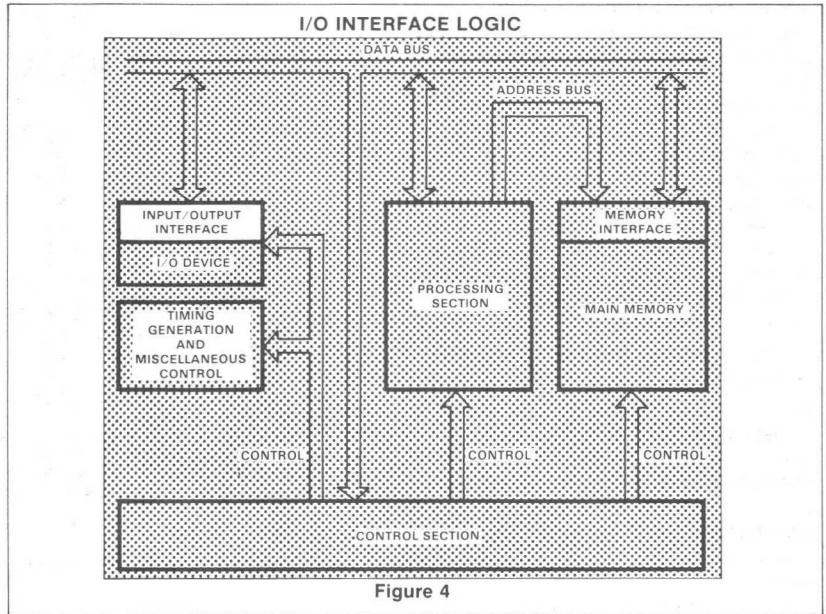 I/O INTERFACE LOGIC
DATA BUS
ADDRESS BUS
INPUT/OUTPUT
INTERFACE
I/O DEVICE
TIMING
GENERATION
AND
MISCELLANEOUS
CONTROL
PROCESSING
SECTION
MEMORY
INTERFACE
MAIN MEMORY
CONTROL
CONTROL
CONTROL
CONTROL SECTION
Figure 4